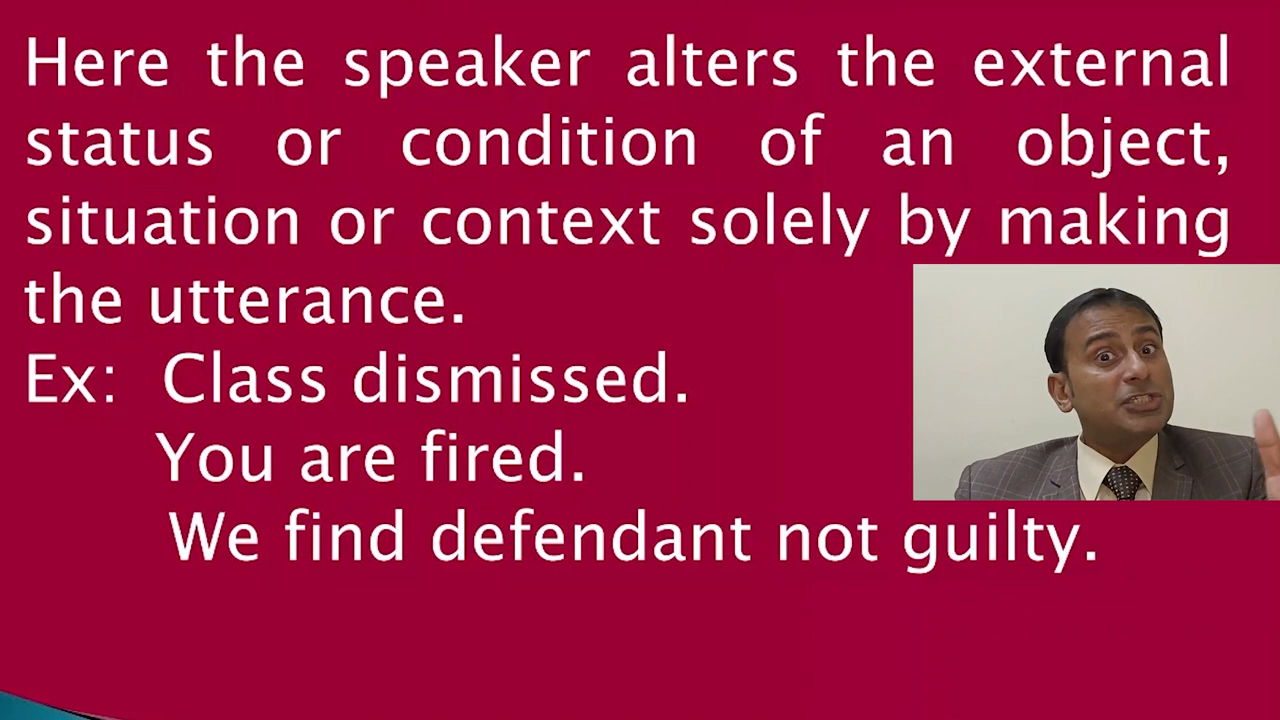 Here the speaker alters the external
status or condition of an object,
situation or context solely by making
the utterance.
Ex: Class dismissed.
You are fired.
We find defendant not guilty.